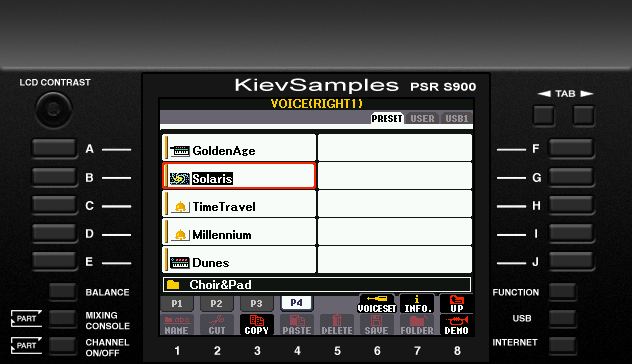 LCD CONTRAST
KievSamples PSR S900
TAB
VOICE(RIGHT1)
PRESET USER USB1
A
B
C
D
E
GoldenAge
Solaris
TimeTravel
Millennium
Dunes
F
G
H
I
J
Choir&Pad
P1 P2 P3 P4
VOICESET INFO. UP
NAME CUT COPY PASTE DELETE SAVE FOLDER DEMO
1 2 3 4 5 6 7 8
BALANCE
PART MIXING
CONSOLE
PART CHANNEL
ON/OFF
FUNCTION
USB
INTERNET